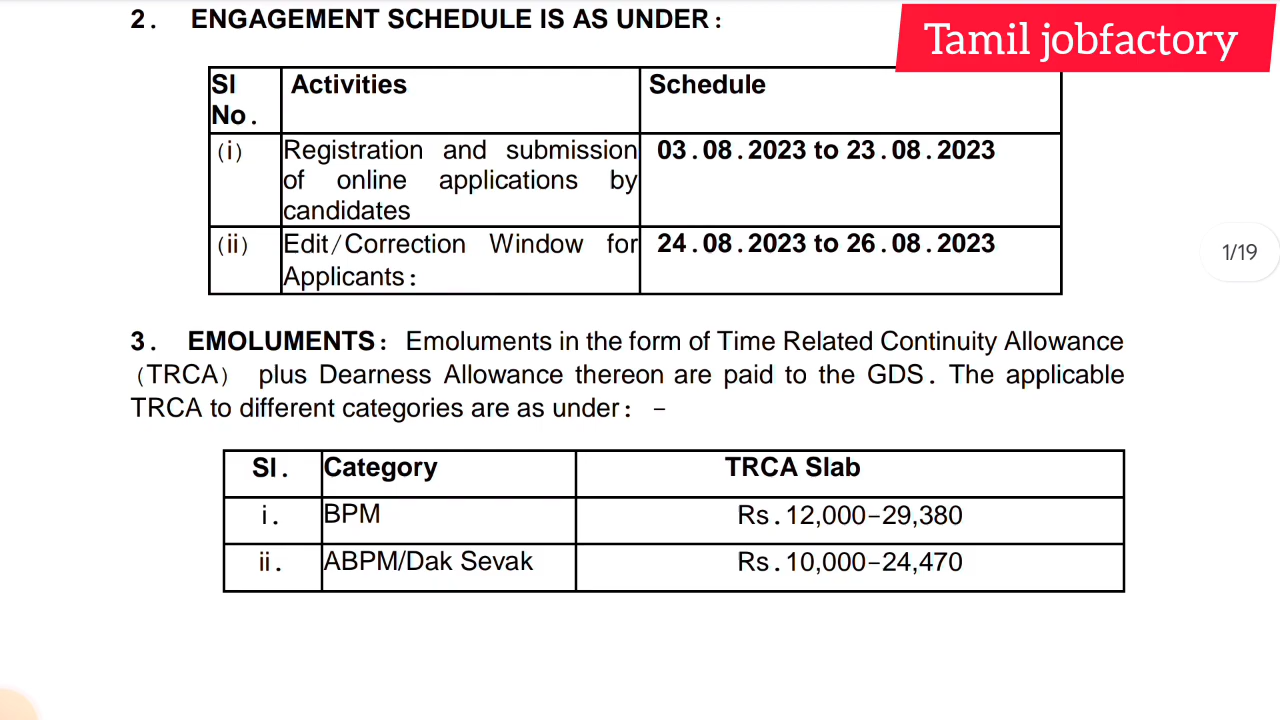 2. ENGAGEMENT SCHEDULE IS AS UNDER:
Tamil jobfactory
Sl Activities Schedule
No.
(i) Registration and submission 03.08.2023 to 23.08.2023
of online applications by
candidates
(ii) Edit/Correction Window for 24.08.2023 to 26.08.2023
Applicants:
1/19
3. EMOLUMENTS: Emoluments in the form of Time Related Continuity Allowance
(TRCA) plus Dearness Allowance thereon are paid to the GDS. The applicable
TRCA to different categories are as under: –
Sl. Category TRCA Slab
i. BPM Rs.12,000–29,380
ii. ABPM/Dak Sevak Rs.10,000–24,470